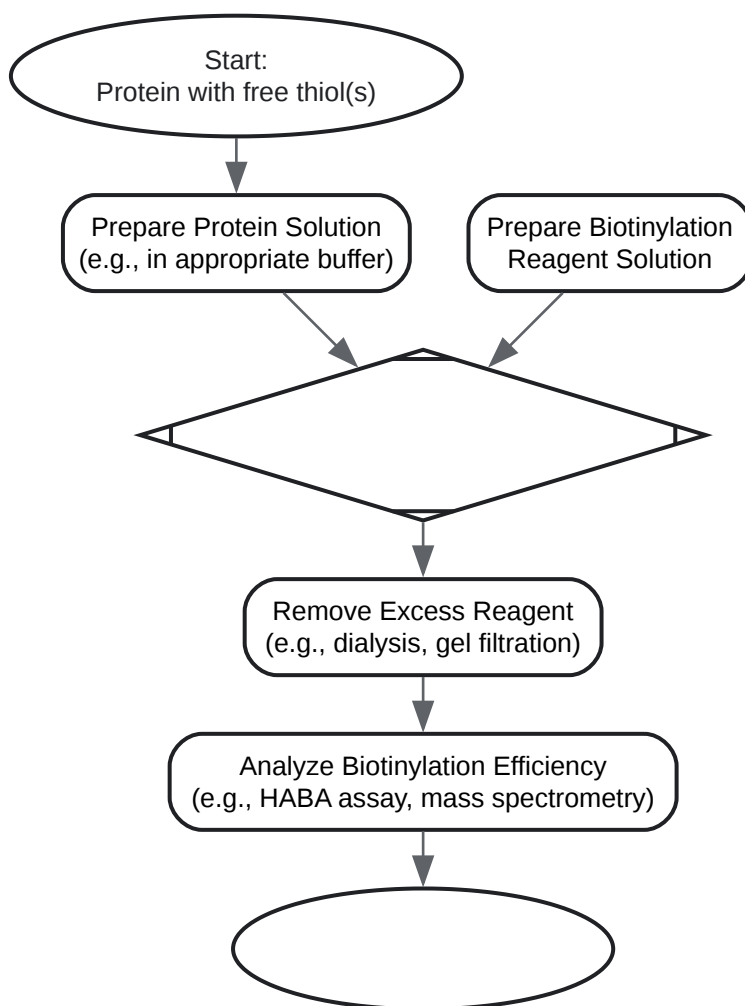 Start:
Protein with free thiol(s)
Prepare Protein Solution
(e.g., in appropriate buffer)
Prepare Biotinylation
Reagent Solution
Remove Excess Reagent
(e.g., dialysis, gel filtration)
Analyze Biotinylation Efficiency
(e.g., HABA assay, mass spectrometry)